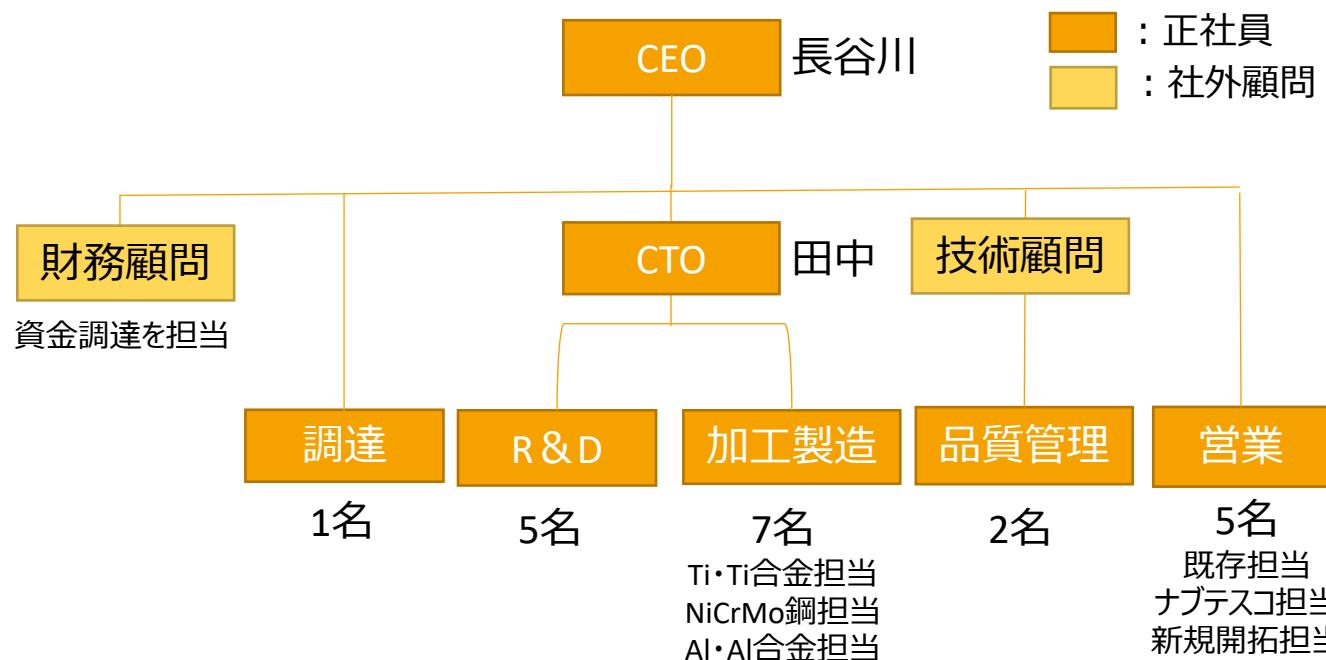 CEO
長谷川
：正社員
：社外顧問
財務顧問
資金調達を担当
CTO
田中
技術顧問
調達
R＆D
加工製造
品質管理
営業
1名
5名
7名
2名
5名
Ti・Ti合金担当
NiCrMo鋼担当
Al・Al合金担当
既存担当
ナブテスコ担当
新規開拓担当